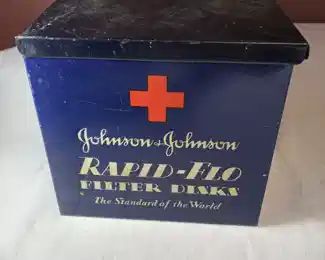 Johnson & Johnson
RAPID-FLO
FILTER DISKS
The Standard of the World